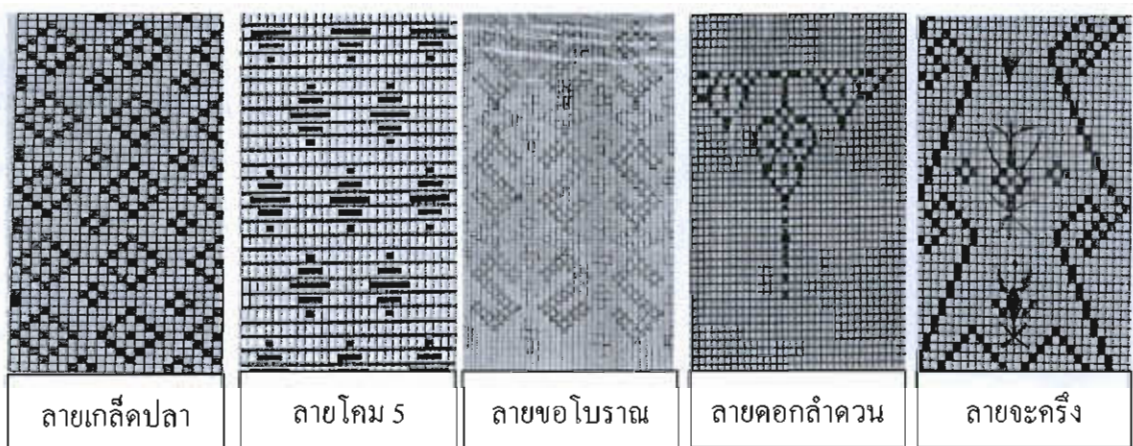 ลายเกล็ดปลา
ลายโคม 5
ลายขอโบราณ
ลายดอกลำดวน
ลายจะครึง